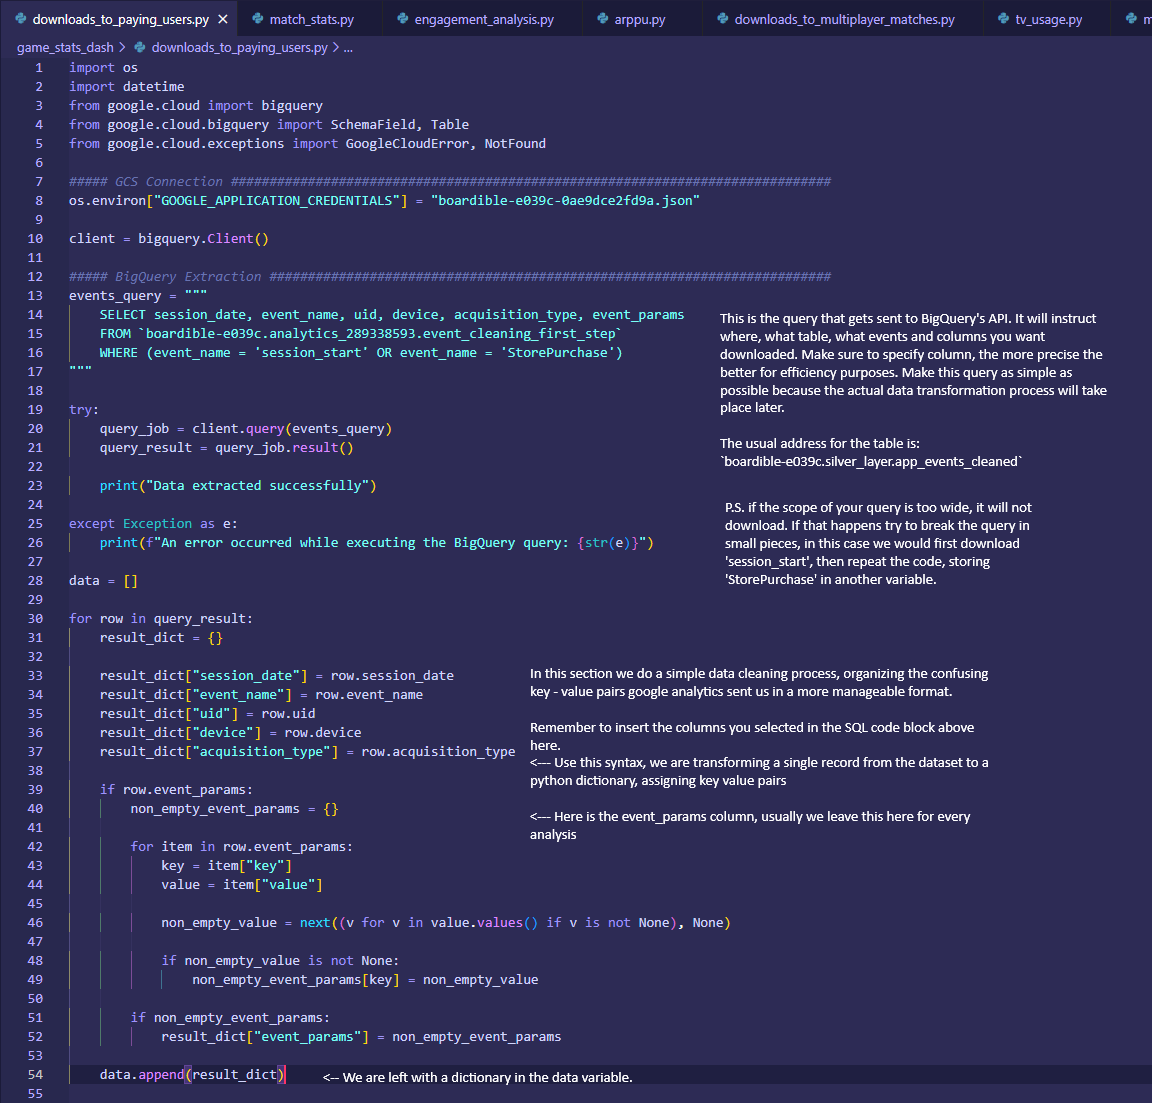 downloads_to_paying_users.py ✕ match_stats.py engagement_analysis.py arppu.py downloads_to_multiplayer_matches.py tv_usage.py m
game_stats_dash > downloads_to_paying_users.py > ...
1 import os
2 import datetime
3 from google.cloud import bigquery
4 from google.cloud.bigquery import SchemaField, Table
5 from google.cloud.exceptions import GoogleCloudError, NotFound
6
7 ##### GCS Connection ##############################################################################
8 os.environ["GOOGLE_APPLICATION_CREDENTIALS"] = "boardible-e039c-0ae9dce2fd9a.json"
9
10 client = bigquery.Client()
11
12 ##### BigQuery Extraction #########################################################################
13 events_query = """
14 SELECT session_date, event_name, uid, device, acquisition_type, event_params
15 FROM `boardible-e039c.analytics_289338593.event_cleaning_first_step`
16 WHERE (event_name = 'session_start' OR event_name = 'StorePurchase')
17 """
18
This is the query that gets sent to BigQuery's API. It will instruct
where, what table, what events and columns you want
downloaded. Make sure to specify column, the more precise the
better for efficiency purposes. Make this query as simple as
possible because the actual data transformation process will take
place later.
The usual address for the table is:
`boardible-e039c.silver_layer.app_events_cleaned`
19 try:
20 query_job = client.query(events_query)
21 query_result = query_job.result()
22
23 print("Data extracted successfully")
24
25 except Exception as e:
26 print(f"An error occurred while executing the BigQuery query: {str(e)}")
27
P.S. if the scope of your query is too wide, it will not
download. If that happens try to break the query in
small pieces, in this case we would first download
'session_start', then repeat the code, storing
'StorePurchase' in another variable.
28 data = []
29
30 for row in query_result:
31 result_dict = {}
32
33 result_dict["session_date"] = row.session_date
34 result_dict["event_name"] = row.event_name
35 result_dict["uid"] = row.uid
36 result_dict["device"] = row.device
37 result_dict["acquisition_type"] = row.acquisition_type
38
In this section we do a simple data cleaning process, organizing the confusing
key - value pairs google analytics sent us in a more manageable format.
Remember to insert the columns you selected in the SQL code block above
here.
<--- Use this syntax, we are transforming a single record from the dataset to a
python dictionary, assigning key value pairs
<--- Here is the event_params column, usually we leave this here for every
analysis
39 if row.event_params:
40 non_empty_event_params = {}
41
42 for item in row.event_params:
43 key = item["key"]
44 value = item["value"]
45
46 non_empty_value = next((v for v in value.values() if v is not None), None)
47
48 if non_empty_value is not None:
49 non_empty_event_params[key] = non_empty_value
50
51 if non_empty_event_params:
52 result_dict["event_params"] = non_empty_event_params
53
54 data.append(result_dict) <-- We are left with a dictionary in the data variable.
55